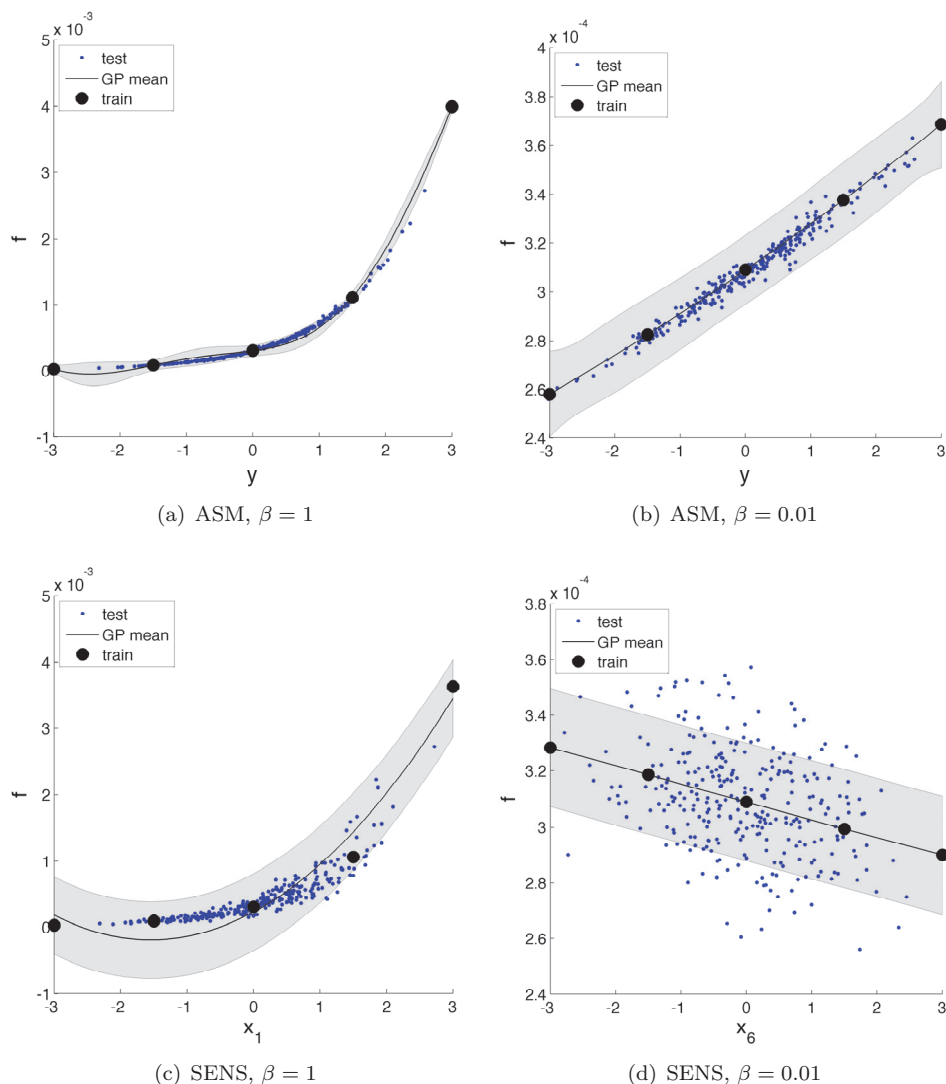 x 10⁻³
5
4
3
2
1
0
-1
f
test
GP mean
train
-3 -2 -1 0 1 2 3
y
(a) ASM, β = 1
x 10⁻⁴
4
3.8
3.6
3.4
3.2
3
2.8
2.6
2.4
f
test
GP mean
train
-3 -2 -1 0 1 2 3
y
(b) ASM, β = 0.01
x 10⁻³
5
4
3
2
1
0
-1
f
test
GP mean
train
-3 -2 -1 0 1 2 3
x₁
(c) SENS, β = 1
x 10⁻⁴
3.8
3.6
3.4
3.2
3
2.8
2.6
2.4
f
test
GP mean
train
-3 -2 -1 0 1 2 3
x₆
(d) SENS, β = 0.01